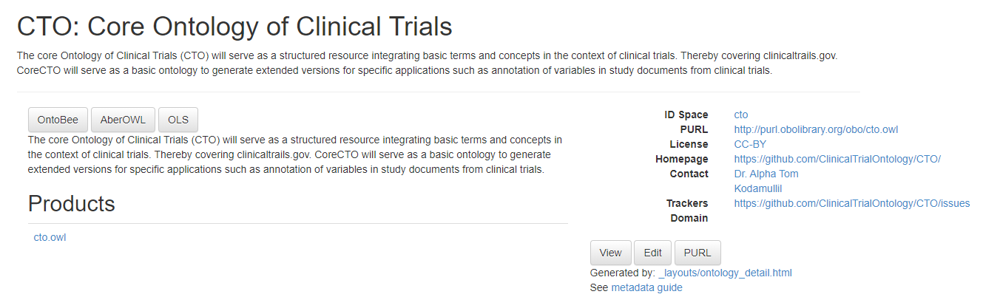 CTO: Core Ontology of Clinical Trials
The core Ontology of Clinical Trials (CTO) will serve as a structured resource integrating basic terms and concepts in the context of clinical trials. Thereby covering clinicaltrails.gov.
CoreCTO will serve as a basic ontology to generate extended versions for specific applications such as annotation of variables in study documents from clinical trials.
OntoBee AberOWL OLS
The core Ontology of Clinical Trials (CTO) will serve as a structured resource integrating basic terms and concepts in
the context of clinical trials. Thereby covering clinicaltrails.gov. CoreCTO will serve as a basic ontology to generate
extended versions for specific applications such as annotation of variables in study documents from clinical trials.
Products
cto.owl
ID Space cto
PURL http://purl.obolibrary.org/obo/cto.owl
License CC-BY
Homepage https://github.com/ClinicalTrialOntology/CTO/
Contact Dr. Alpha Tom
Kodamullil
Trackers https://github.com/ClinicalTrialOntology/CTO/issues
Domain
View Edit PURL
Generated by: _layouts/ontology_detail.html
See metadata guide